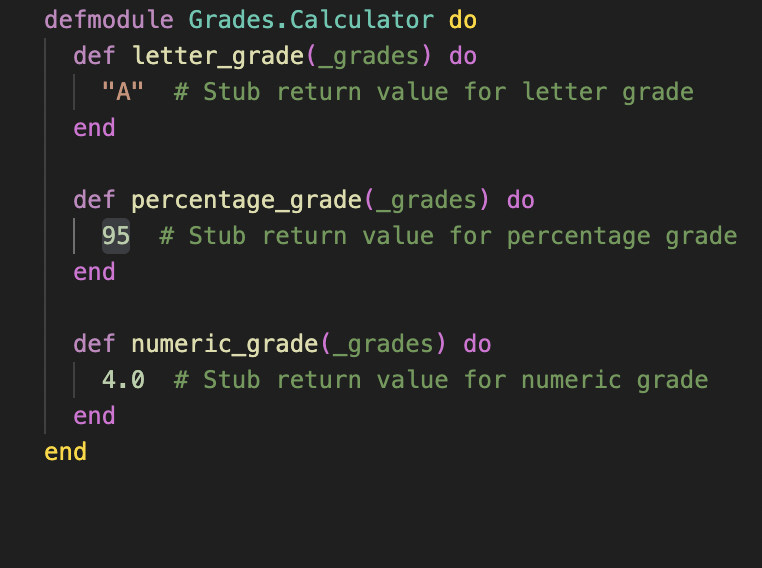 defmodule Grades.Calculator do
  def letter_grade(_grades) do
    "A"  # Stub return value for letter grade
  end

  def percentage_grade(_grades) do
    95  # Stub return value for percentage grade
  end

  def numeric_grade(_grades) do
    4.0  # Stub return value for numeric grade
  end
end